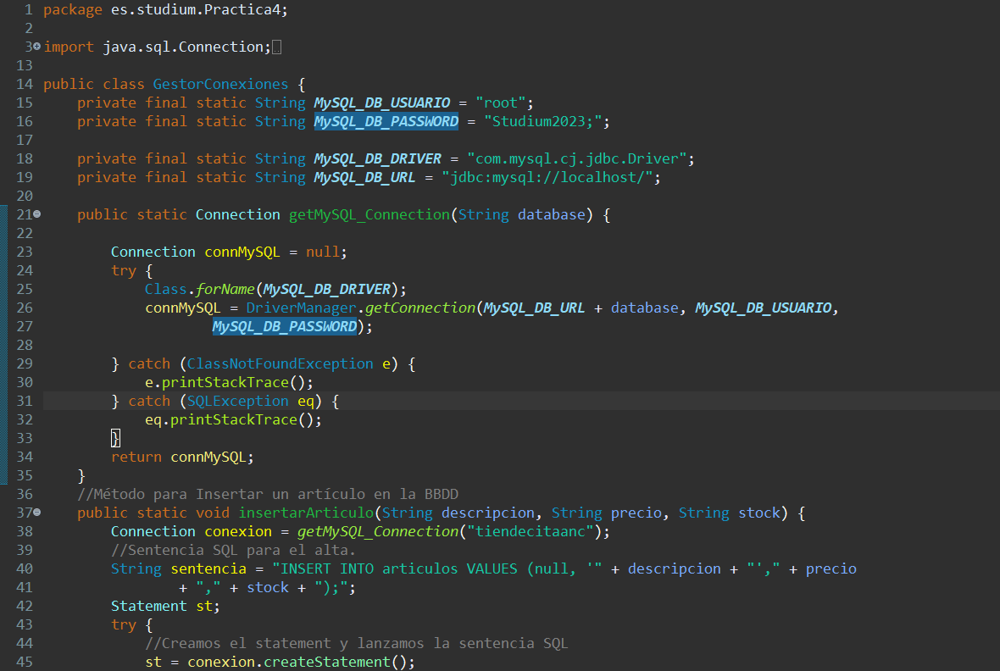 1 package es.studium.Practica4;
2
3 import java.sql.Connection;
13
14 public class GestorConexiones {
15     private final static String MySQL_DB_USUARIO = "root";
16     private final static String MySQL_DB_PASSWORD = "Studium2023;";
17
18     private final static String MySQL_DB_DRIVER = "com.mysql.cj.jdbc.Driver";
19     private final static String MySQL_DB_URL = "jdbc:mysql://localhost/";
20
21     public static Connection getMySQL_Connection(String database) {
22
23         Connection connMySQL = null;
24         try {
25             Class.forName(MySQL_DB_DRIVER);
26             connMySQL = DriverManager.getConnection(MySQL_DB_URL + database, MySQL_DB_USUARIO,
27                     MySQL_DB_PASSWORD);
28
29         } catch (ClassNotFoundException e) {
30             e.printStackTrace();
31         } catch (SQLException eq) {
32             eq.printStackTrace();
33         }
34         return connMySQL;
35     }
36     //Método para Insertar un artículo en la BBDD
37     public static void insertarArticulo(String descripcion, String precio, String stock) {
38         Connection conexion = getMySQL_Connection("tiendecitaanc");
39         //Sentencia SQL para el alta.
40         String sentencia = "INSERT INTO articulos VALUES (null, '" + descripcion + "'," + precio
41                 + "," + stock + ");";
42         Statement st;
43         try {
44             //Creamos el statement y lanzamos la sentencia SQL
45             st = conexion.createStatement();